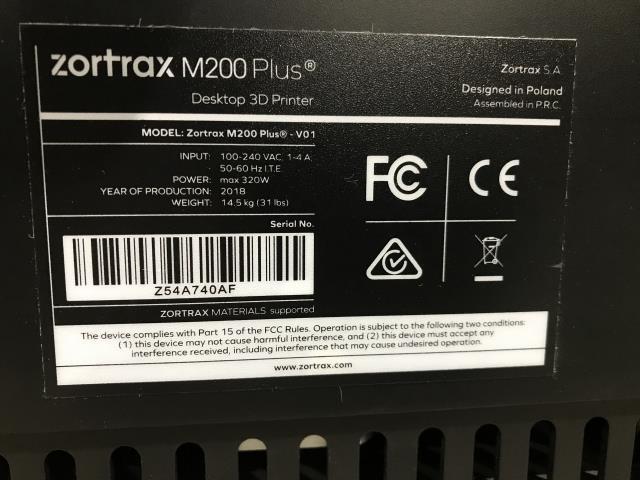 zortrax M200 Plus®
Desktop 3D Printer
Zortrax S.A.
Designed in Poland
Assembled in P.R.C.
MODEL: Zortrax M200 Plus® - V01
INPUT: 100-240 VAC, 1-4 A
50-60 Hz I.T.E.
POWER: max 320W
YEAR OF PRODUCTION: 2018
WEIGHT: 14.5 kg (31 lbs)
Serial No.
Z54A740AF
ZORTRAX MATERIALS supported
FC CE
The device complies with Part 15 of the FCC Rules. Operation is subject to the following two conditions:
(1) this device may not cause harmful interference, and (2) this device must accept any
interference received, including interference that may cause undesired operation.
www.zortrax.com